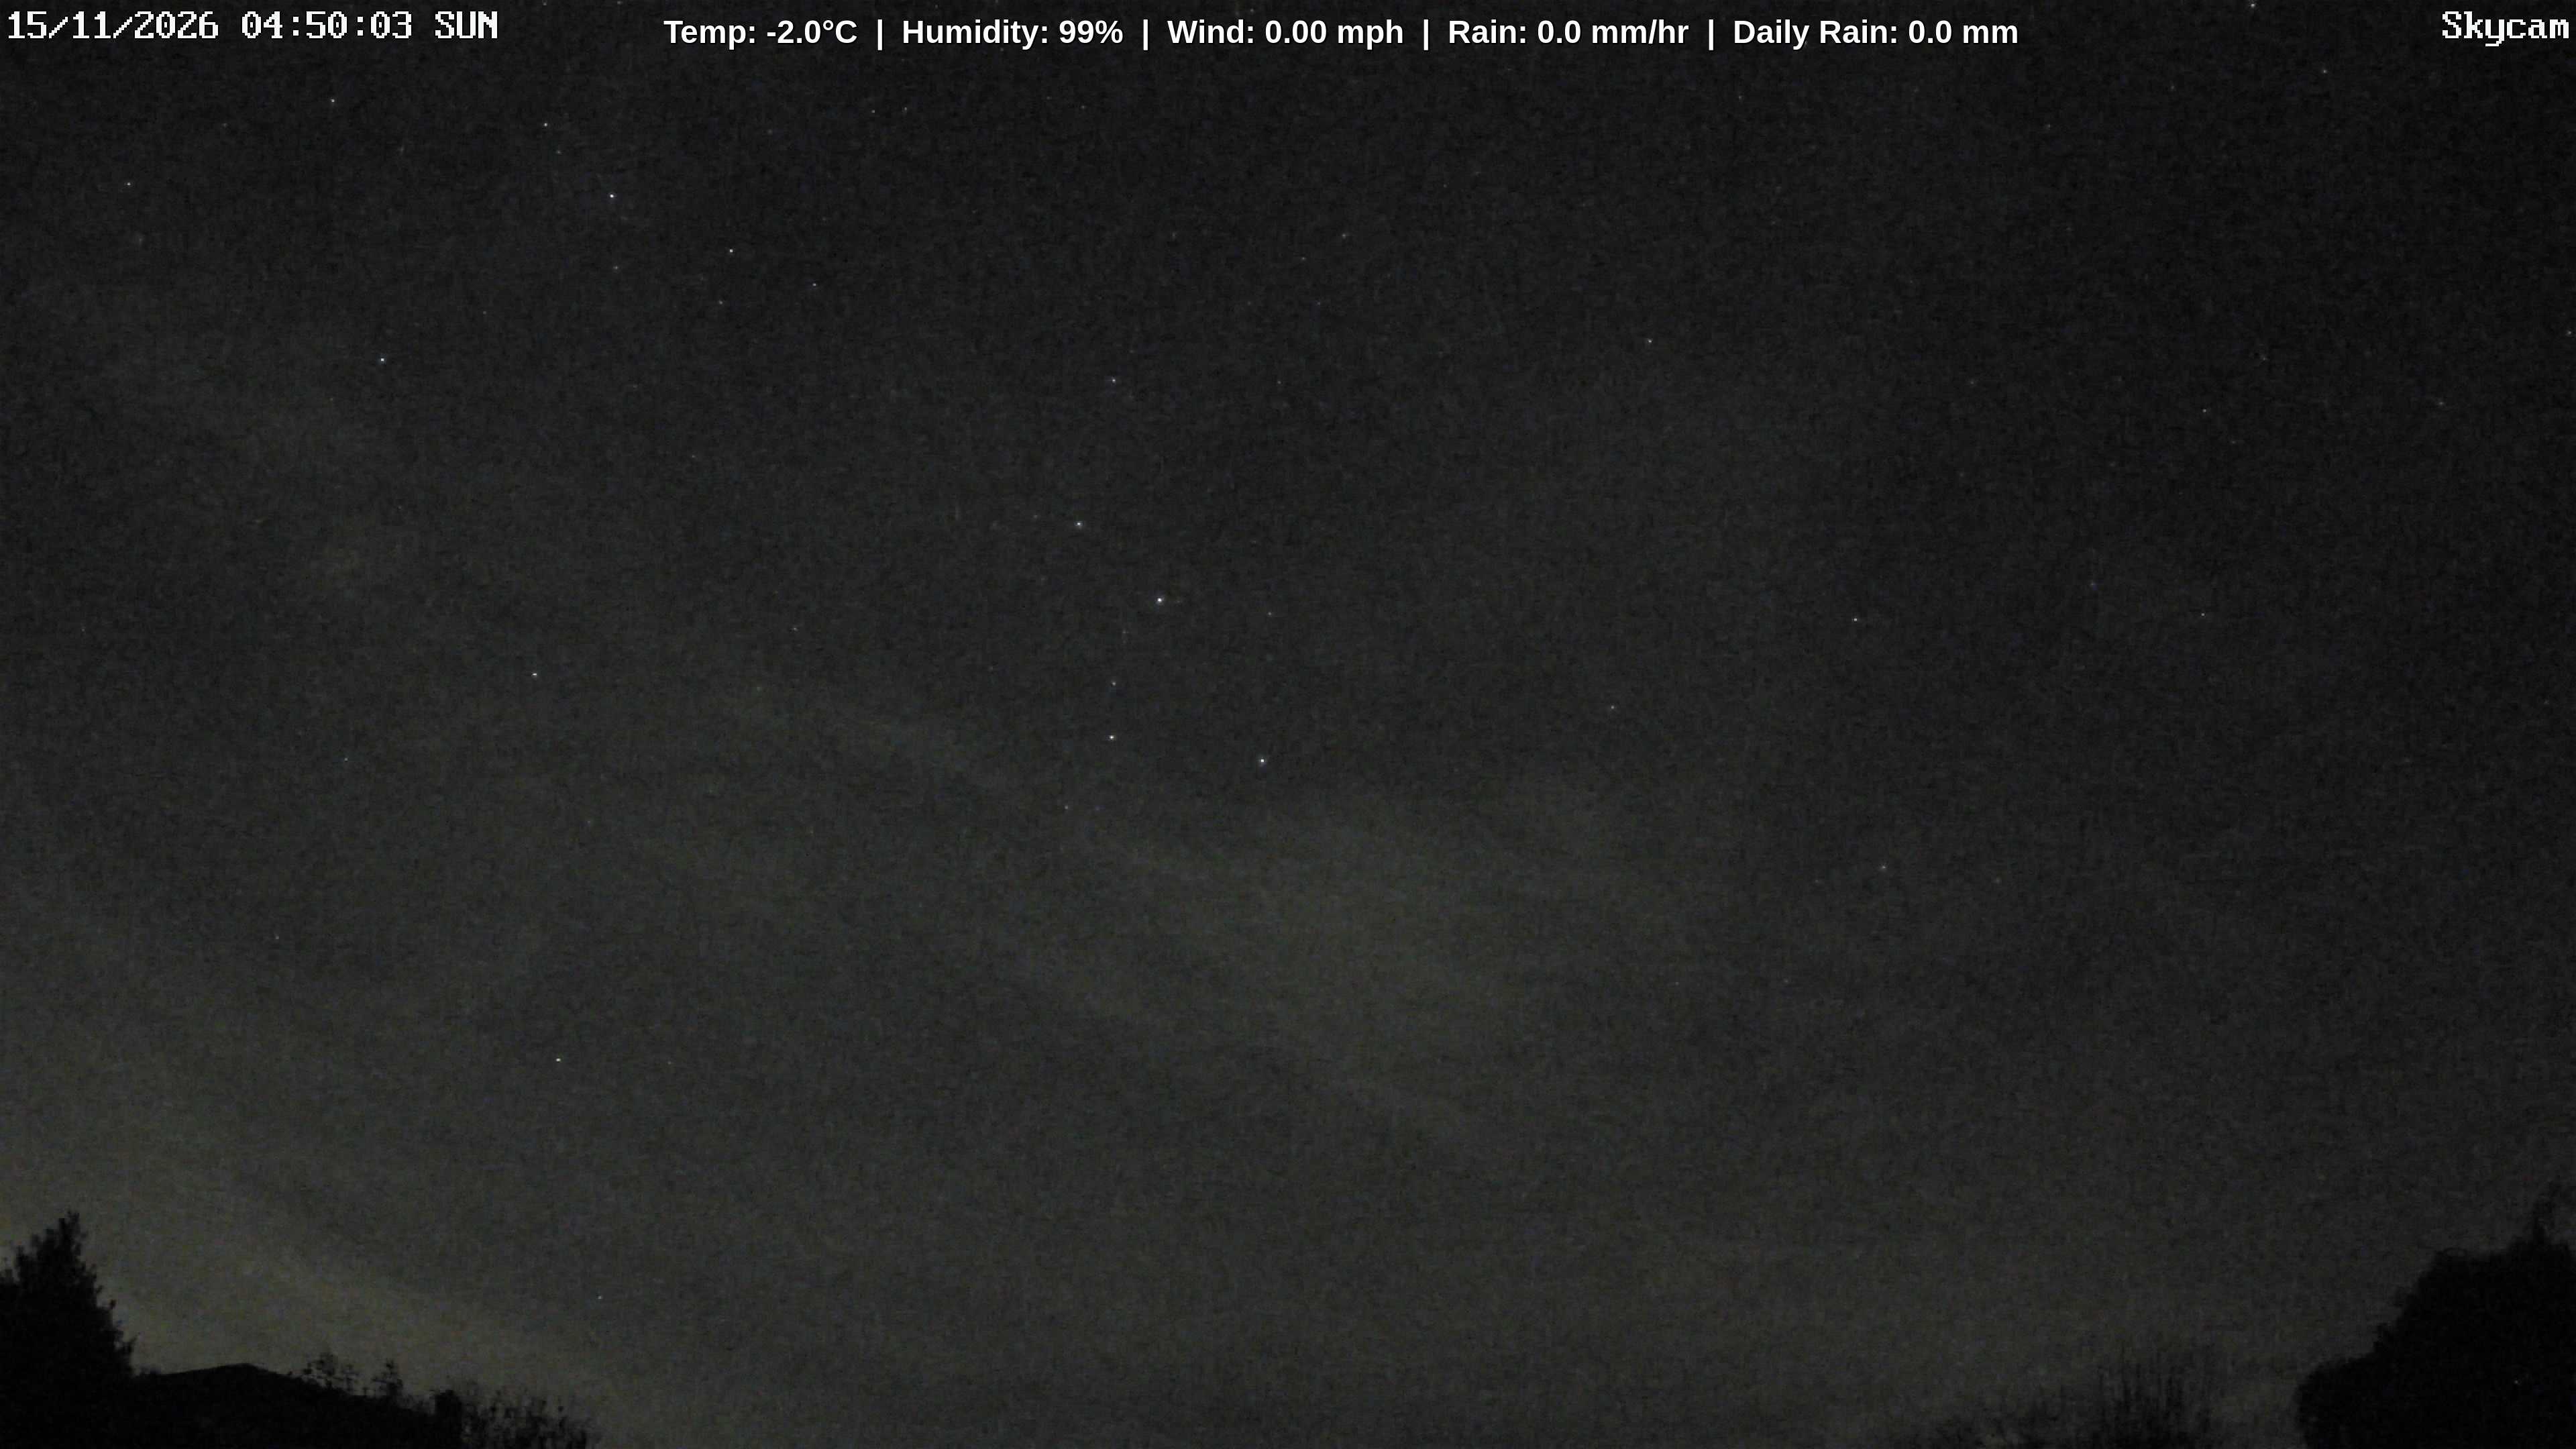 15/11/2026 04:50:03 SUN
Temp: -2.0°C | Humidity: 99% | Wind: 0.00 mph | Rain: 0.0 mm/hr | Daily Rain: 0.0 mm
Skycam